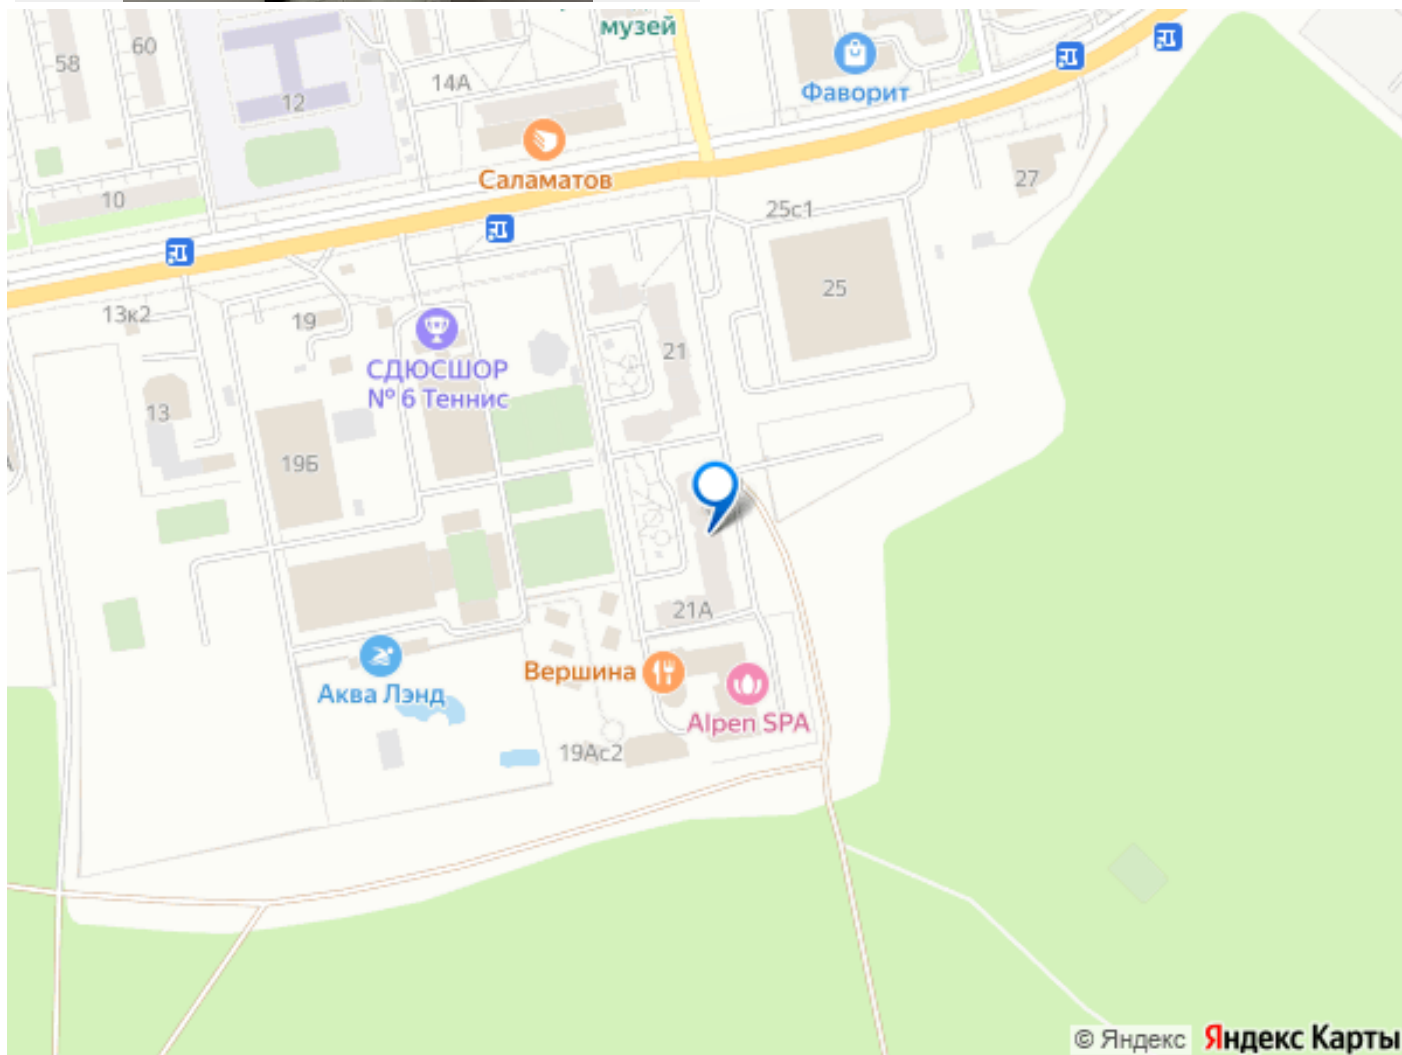 музей
60
58
14А
12
Фаворит
Саламатов
27
10
25с1
25
13к2
19
21
СДЮСШОР
№ 6 Теннис
13
19Б
21А
Вершина
Аква Лэнд
Alpen SPA
19Ас2
© Яндекс Яндекс Карты